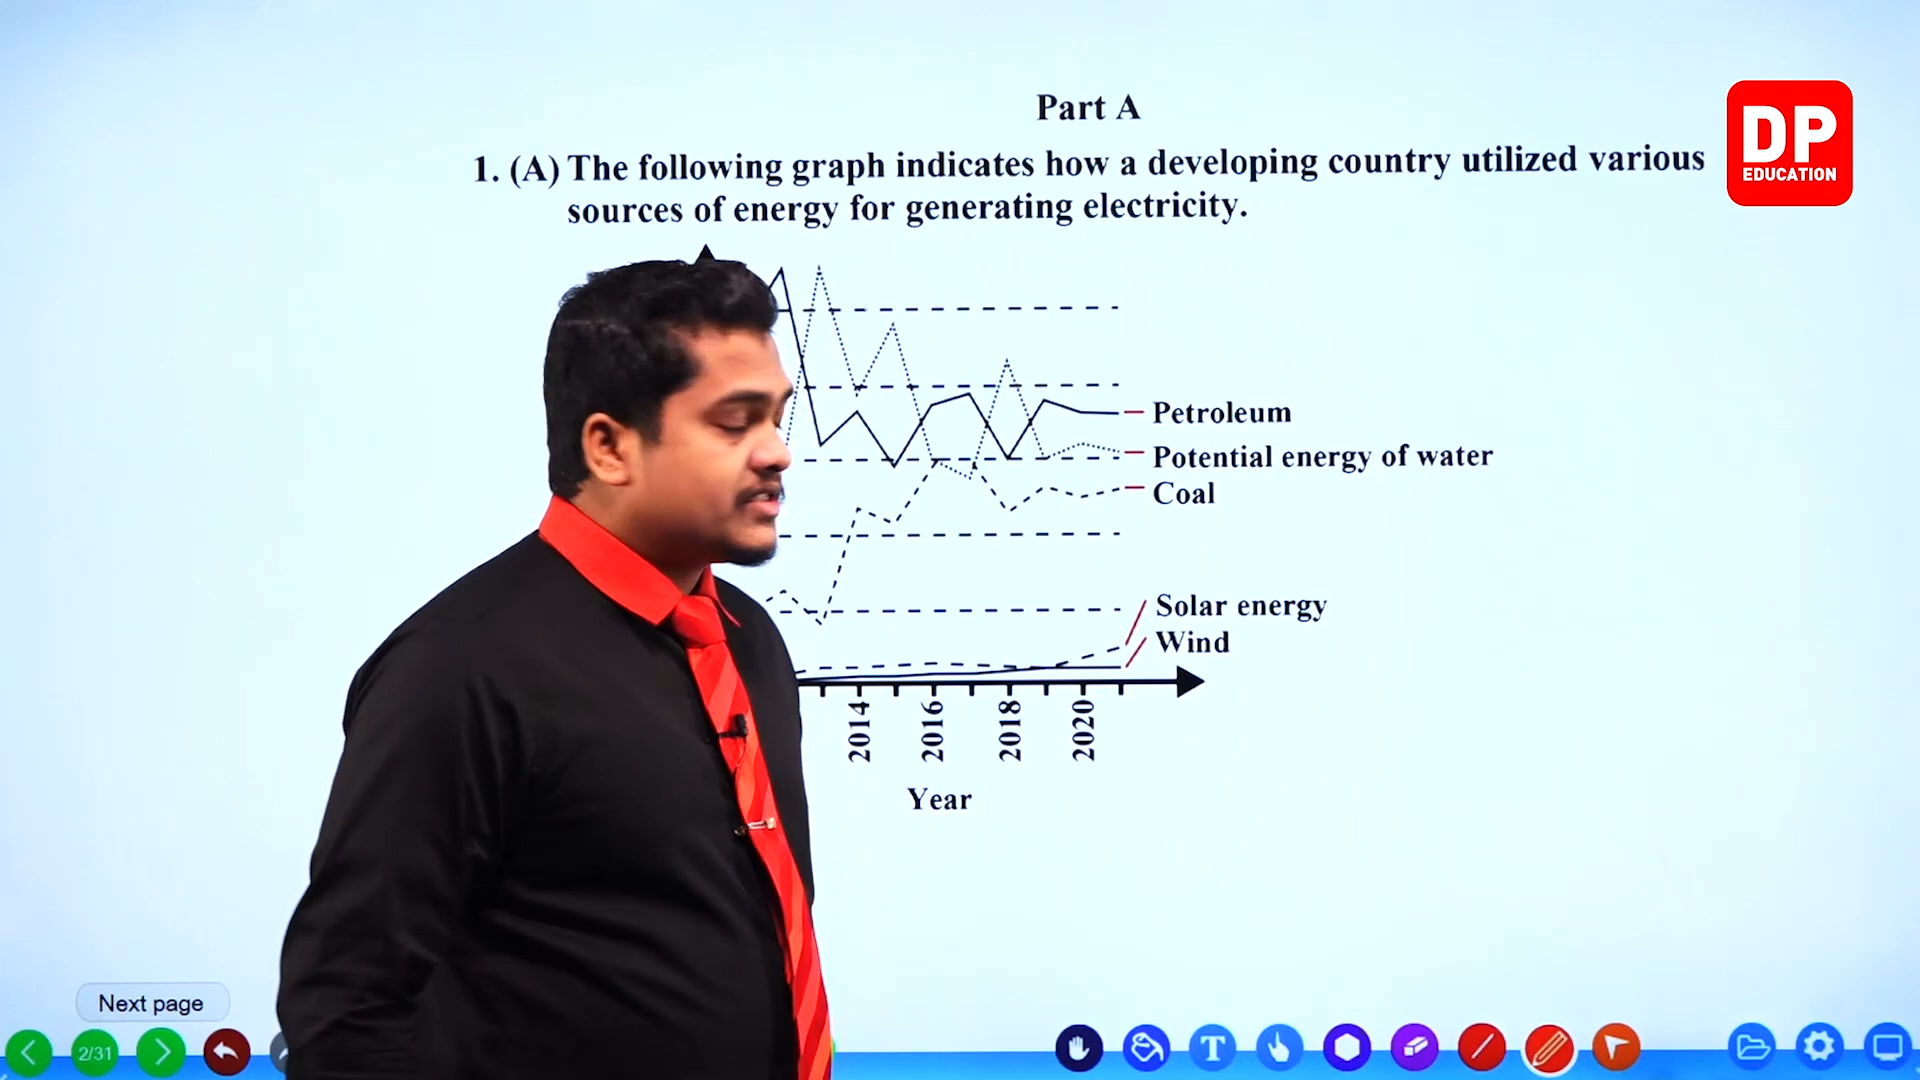 Part A
1. (A) The following graph indicates how a developing country utilized various
sources of energy for generating electricity.
DP
EDUCATION
Petroleum
Potential energy of water
Coal
Solar energy
Wind
2014
2016
2018
2020
Year
Next page
2/31
T